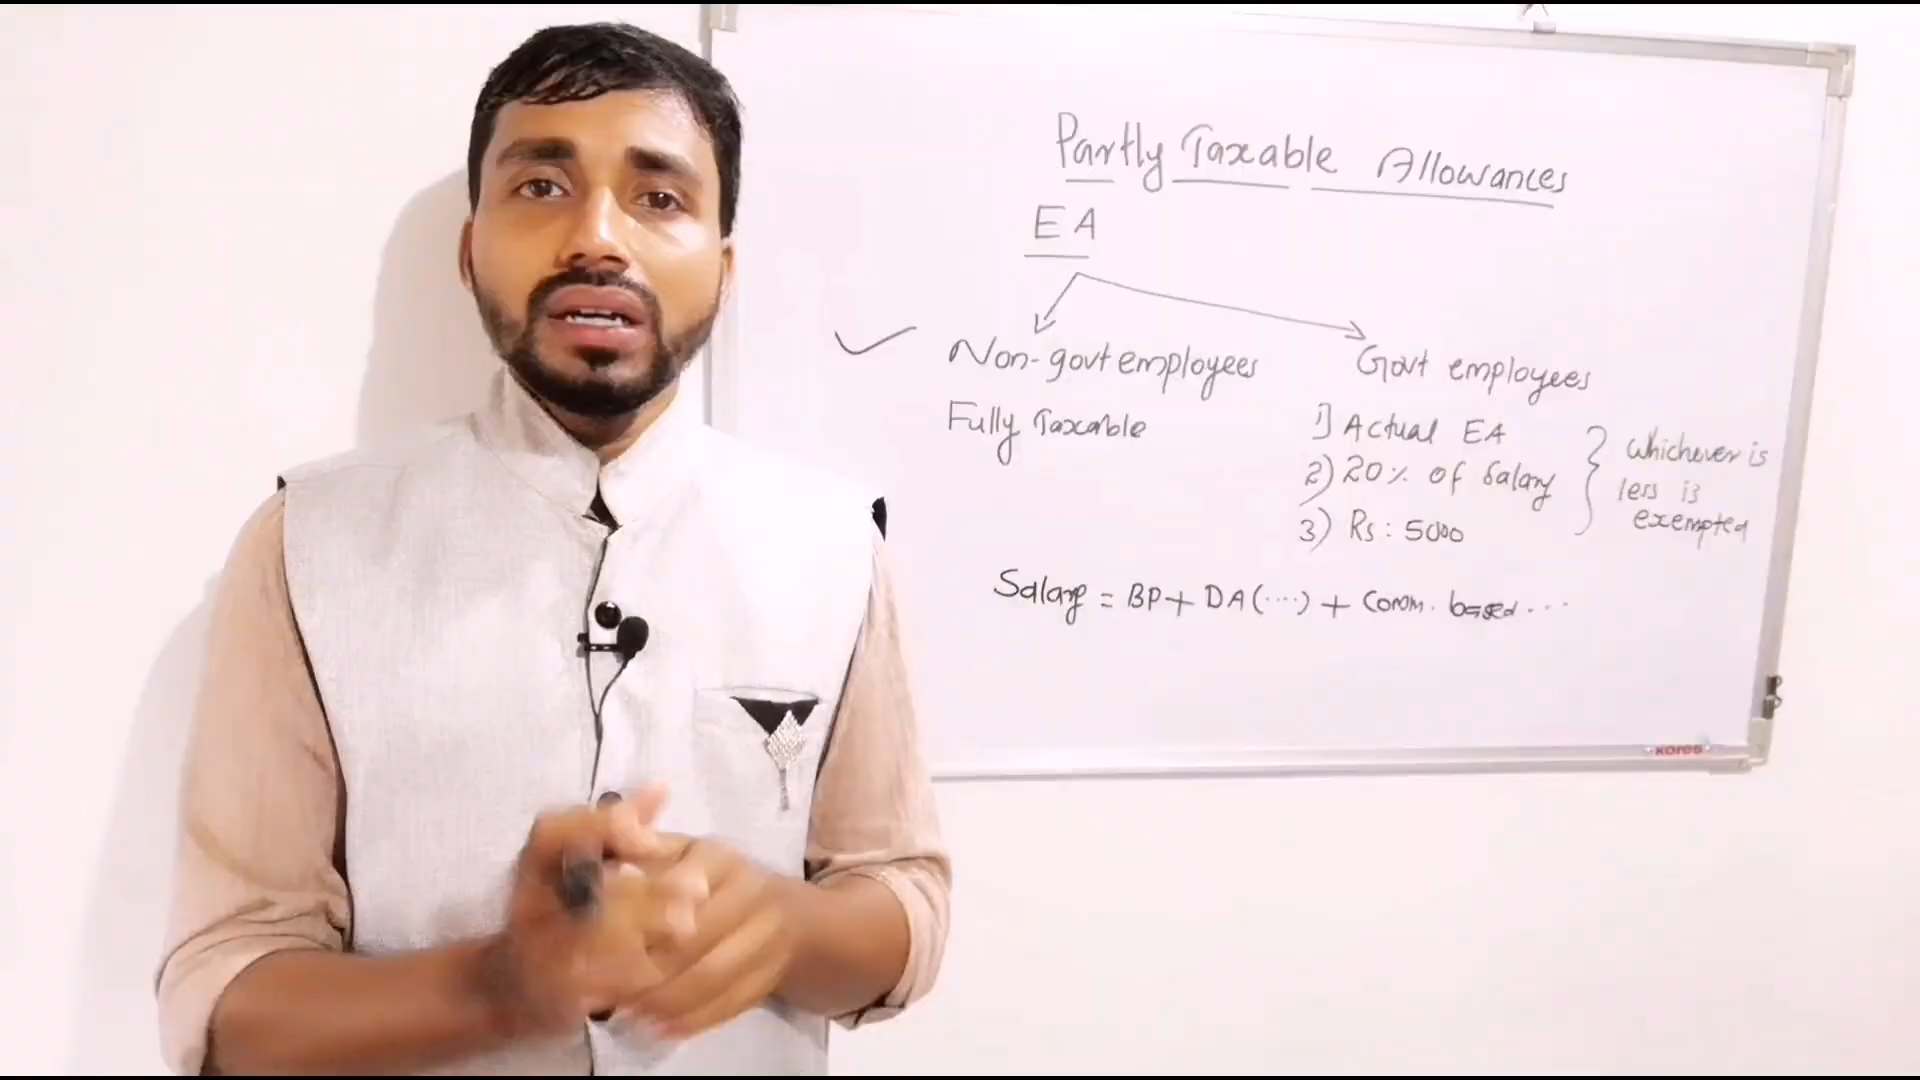 Partly Taxable Allowances
EA
Non-govt employees
Fully Taxable
Govt employees
1) Actual EA
2) 20% of Salary
3) Rs: 5000
whichever is
less is
exempted
Salary = BP + DA (....) + Comm. based ...
kores